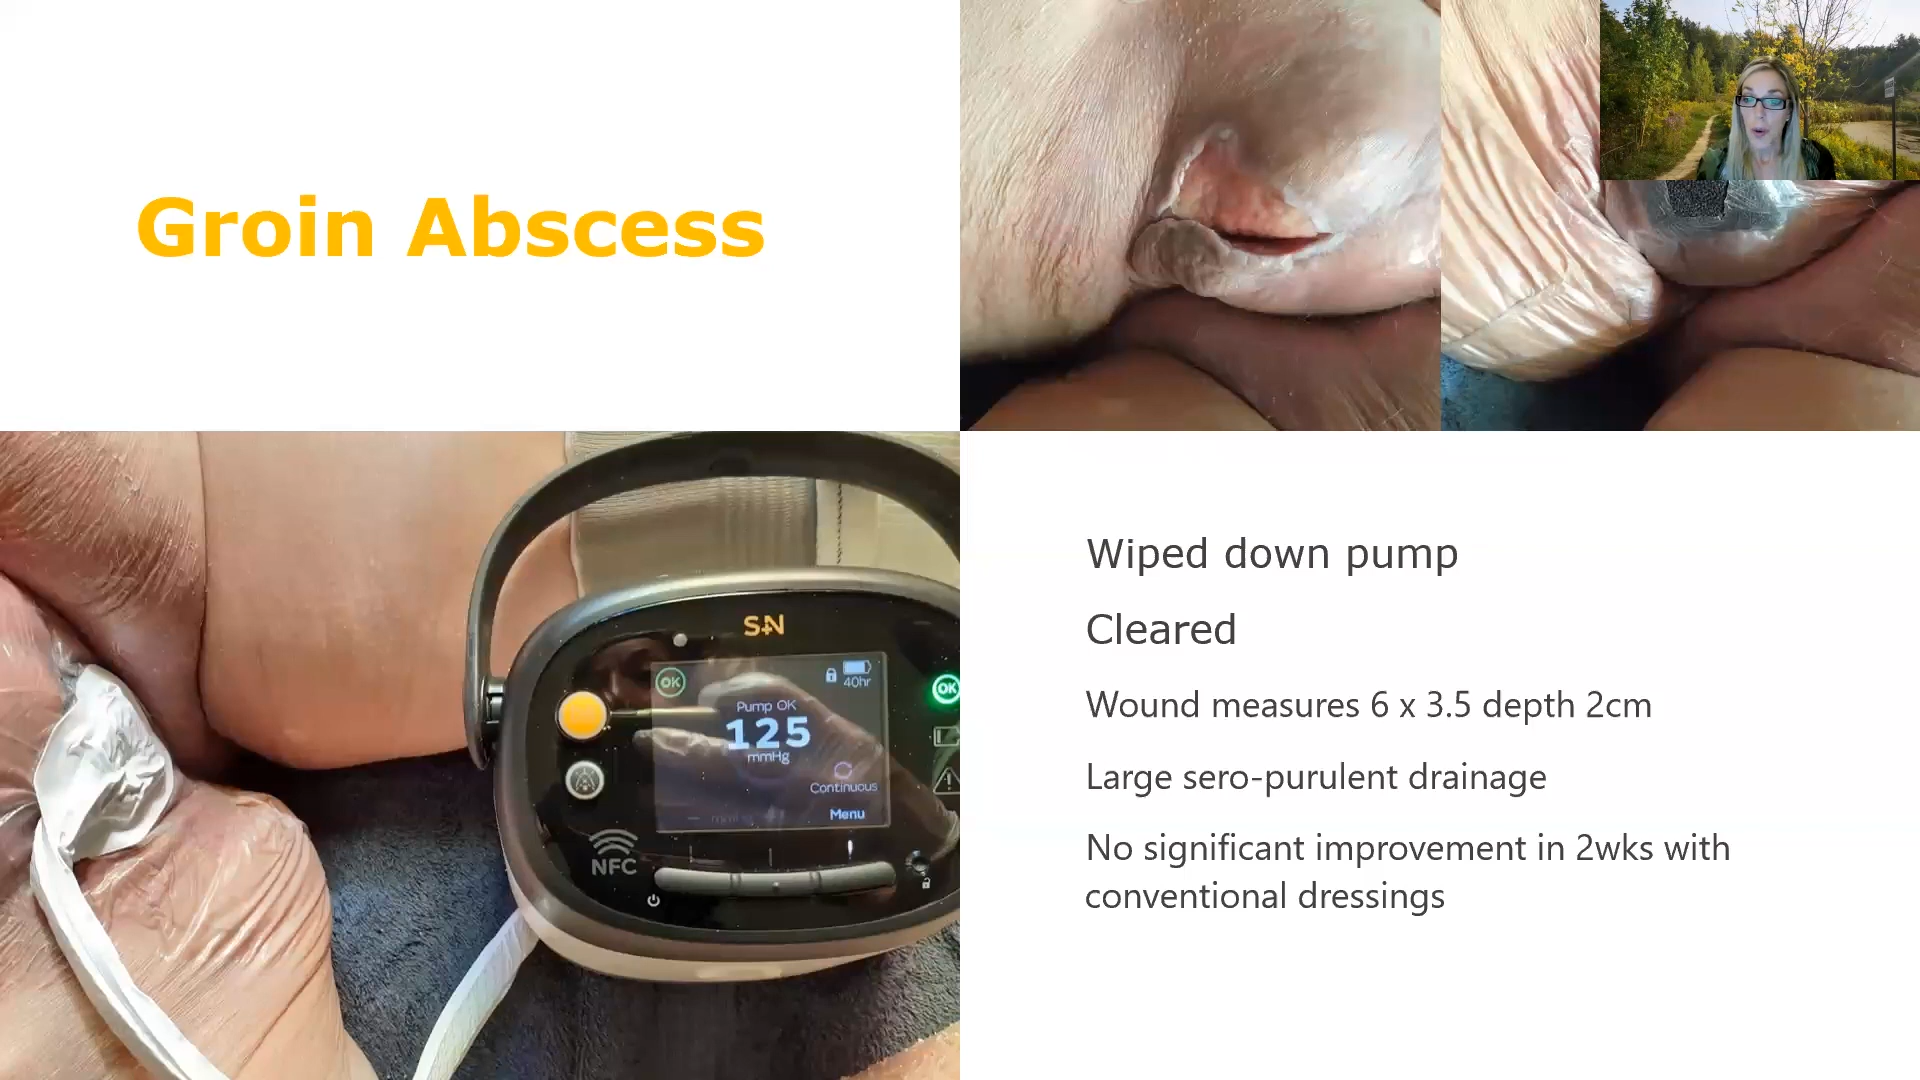 Groin Abscess
S+N
OK
40hr
OK
Pump OK
125
mmHg
Continuous
Menu
NFC
Wiped down pump
Cleared
Wound measures 6 x 3.5 depth 2cm
Large sero-purulent drainage
No significant improvement in 2wks with
conventional dressings